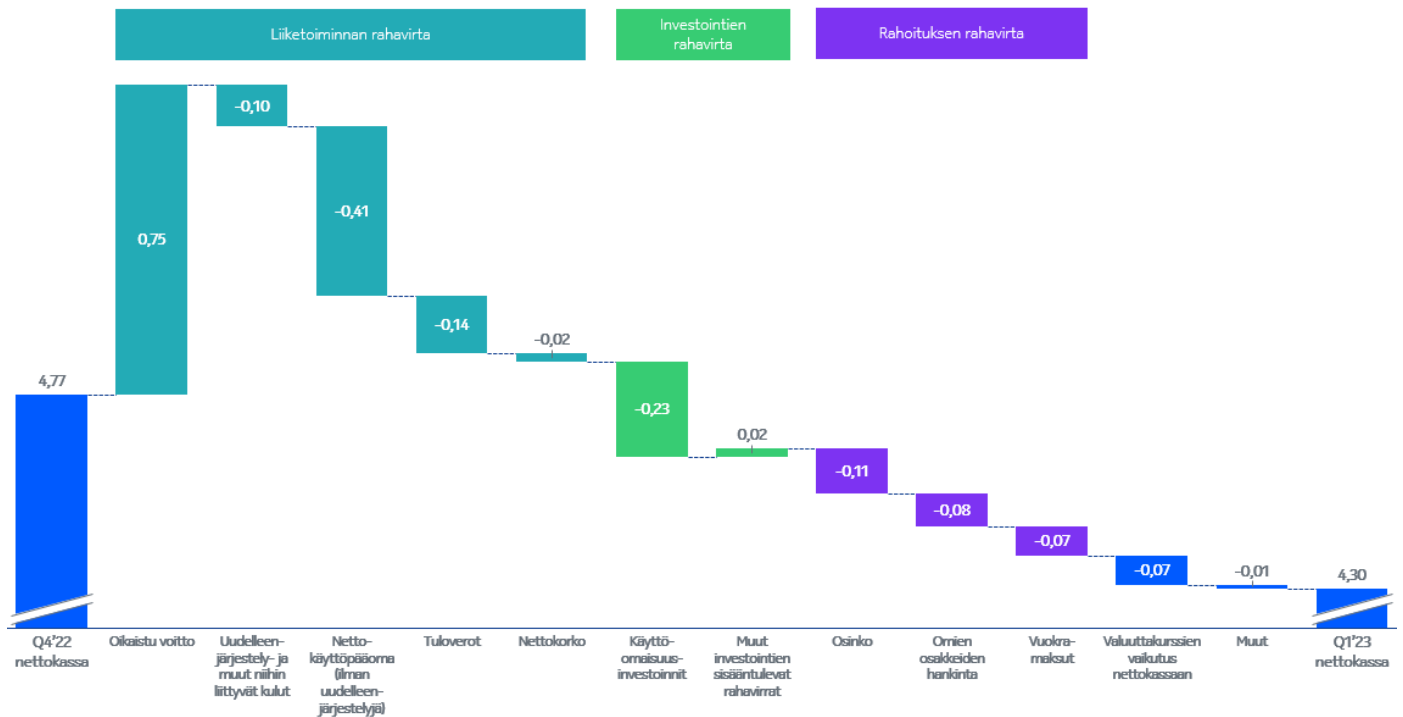 Liiketoiminnan rahavirta
Investointien
rahavirta
Rahoituksen rahavirta
4,77
0,75
-0,10
-0,41
-0,14
-0,02
-0,23
0,02
-0,11
-0,08
-0,07
-0,07
-0,01
4,30
Q4'22
nettokassa
Oikaistu voitto
Uudelleen-
järjestely- ja
muut niihin
liittyvät kulut
Netto-
käyttöpääoma
(ilman
uudelleen-
järjestelyjä)
Tuloverot
Nettokorko
Käyttö-
omaisuus-
investoinnit
Muut
investointien
sisääntulevat
rahavirrat
Osinko
Omien
osakkeiden
hankinta
Vuokra-
maksut
Valuuttakurssien
vaikutus
nettokassaan
Muut
Q1'23
nettokassa